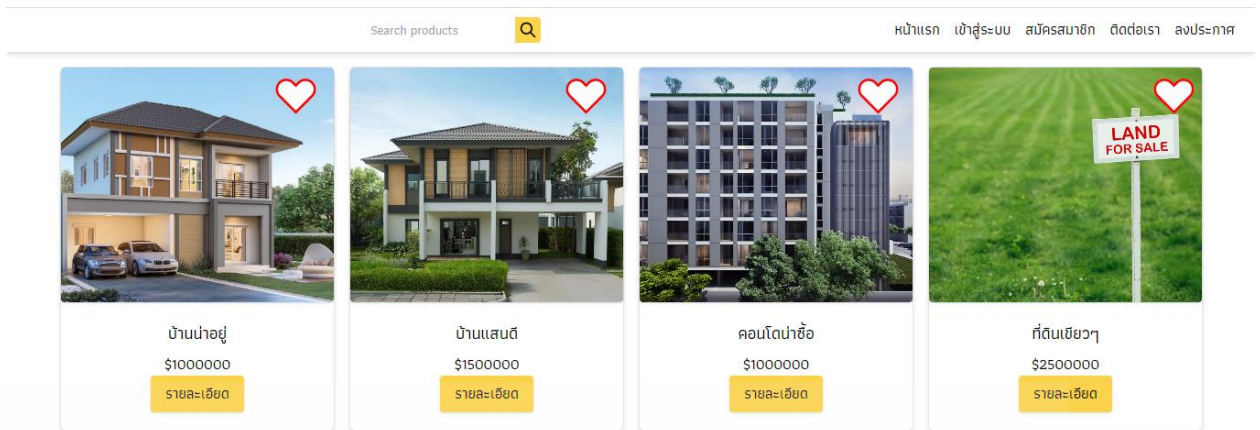 Search products
หน้าแรก เข้าสู่ระบบ สมัครสมาชิก ติดต่อเรา ลงประกาศ
LAND
FOR SALE
บ้านน่าอยู่
$1000000
รายละเอียด
บ้านแสนดี
$1500000
รายละเอียด
คอนโดน่าซื้อ
$1000000
รายละเอียด
ที่ดินเขียวๆ
$2500000
รายละเอียด